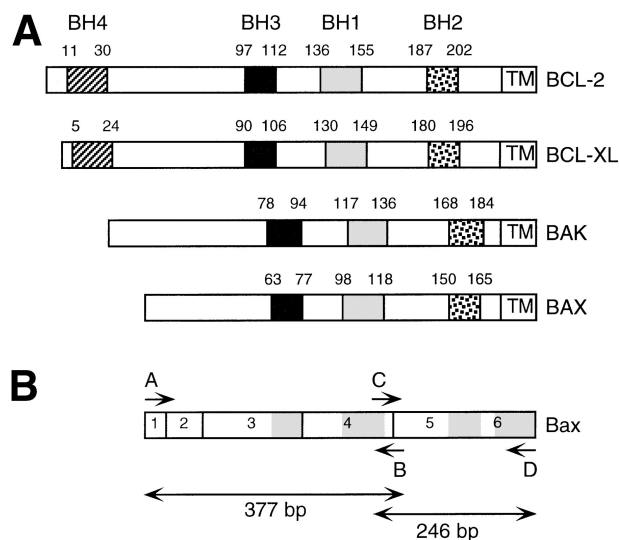 A
BH4 BH3 BH1 BH2
11 30 97 112 136 155 187 202
TM BCL-2
5 24 90 106 130 149 180 196
TM BCL-XL
78 94 117 136 168 184
TM BAK
63 77 98 118 150 165
TM BAX
B
A C
1 2 3 4 5 6 Bax
B D
377 bp
246 bp